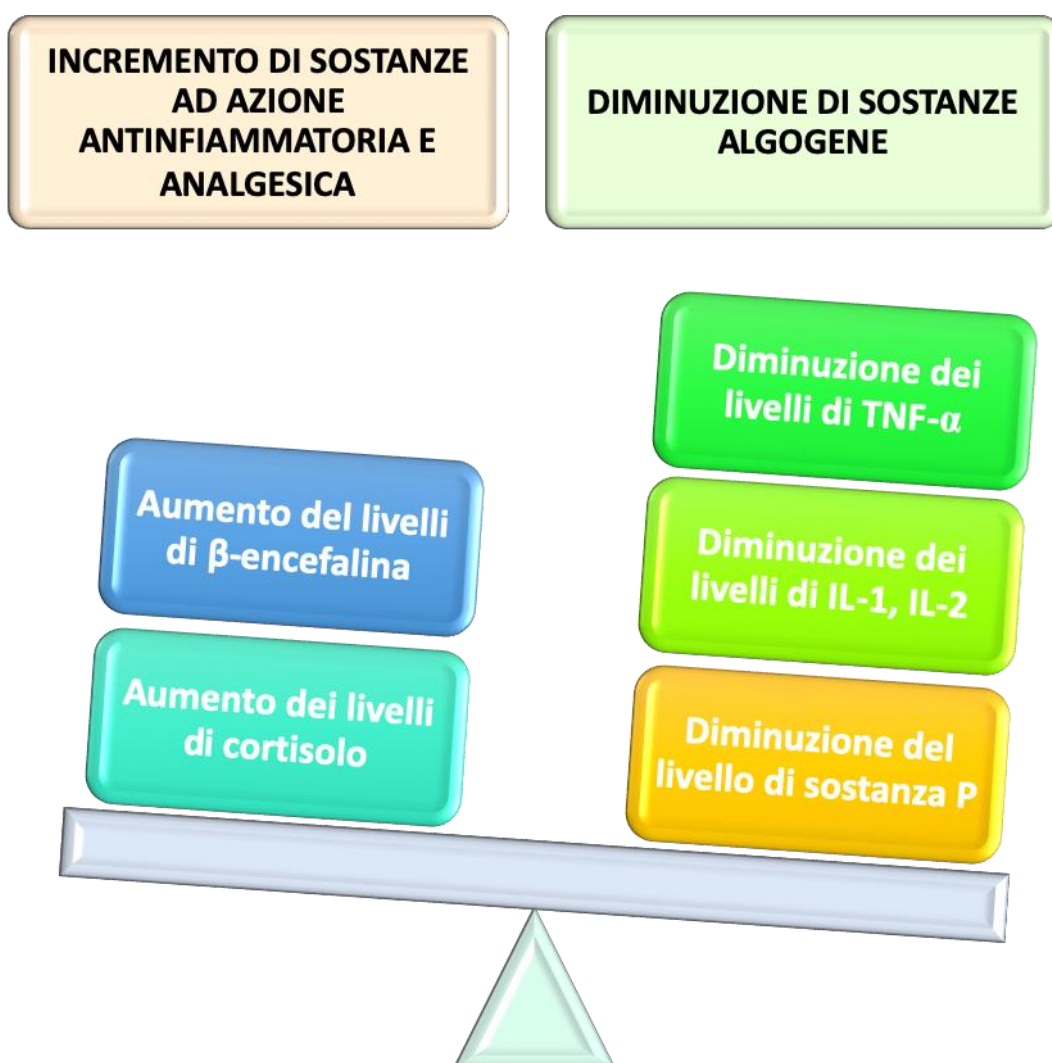 INCREMENTO DI SOSTANZE
AD AZIONE
ANTINFIAMMATORIA E
ANALGESICA
DIMINUZIONE DI SOSTANZE
ALGOGENE
Aumento del livelli
di β-encefalina
Aumento dei livelli
di cortisolo
Diminuzione dei
livelli di TNF-α
Diminuzione dei
livelli di IL-1, IL-2
Diminuzione del
livello di sostanza P